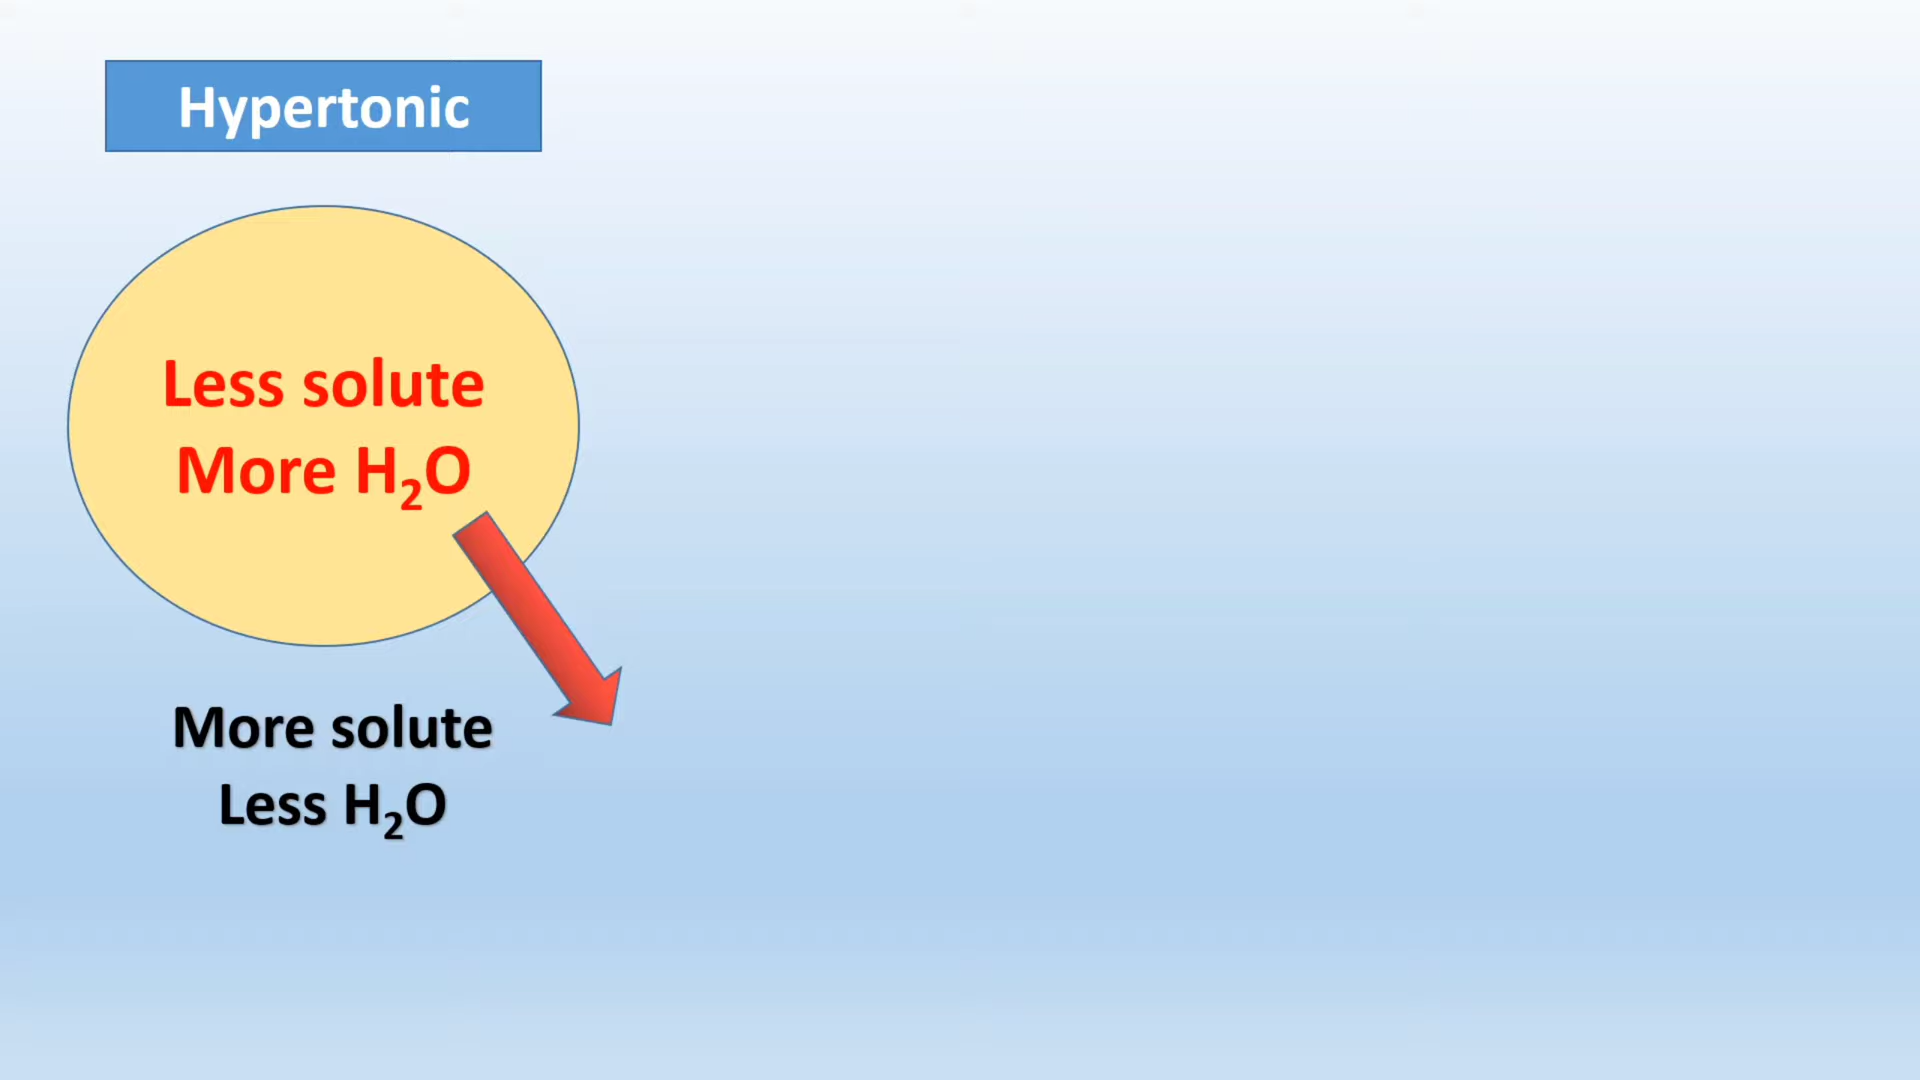 Hypertonic
Less solute
More H₂O
More solute
Less H₂O